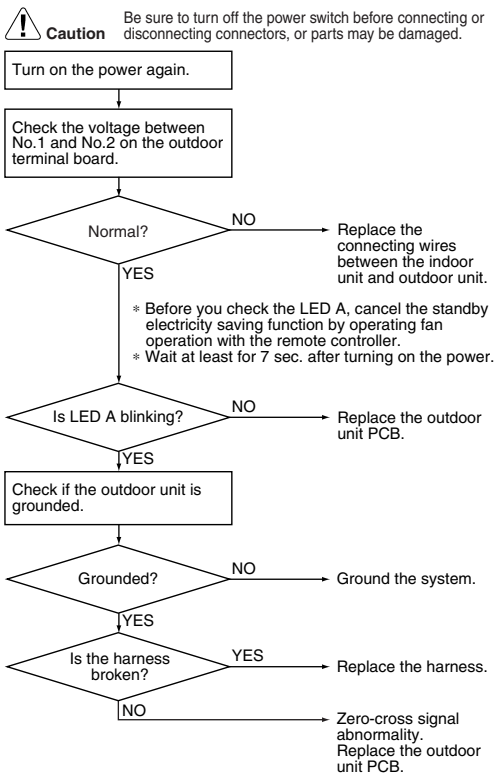 Caution
Be sure to turn off the power switch before connecting or
disconnecting connectors, or parts may be damaged.
Turn on the power again.
Check the voltage between
No.1 and No.2 on the outdoor
terminal board.
Normal?
NO
Replace the
connecting wires
between the indoor
unit and outdoor unit.
YES
* Before you check the LED A, cancel the standby
electricity saving function by operating fan
operation with the remote controller.
* Wait at least for 7 sec. after turning on the power.
Is LED A blinking?
NO
Replace the outdoor
unit PCB.
YES
Check if the outdoor unit is
grounded.
Grounded?
NO
Ground the system.
YES
Is the harness
broken?
YES
Replace the harness.
NO
Zero-cross signal
abnormality.
Replace the outdoor
unit PCB.